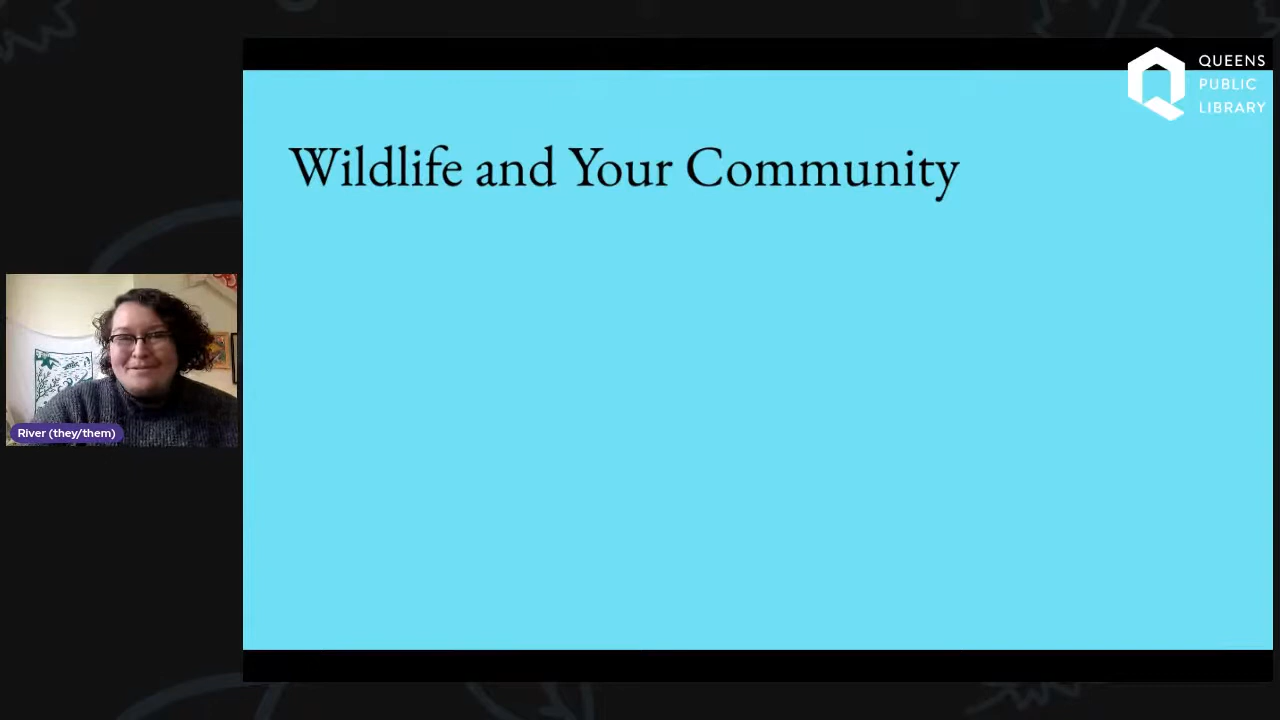 QUEENS
PUBLIC
LIBRARY
Wildlife and Your Community
River (they/them)